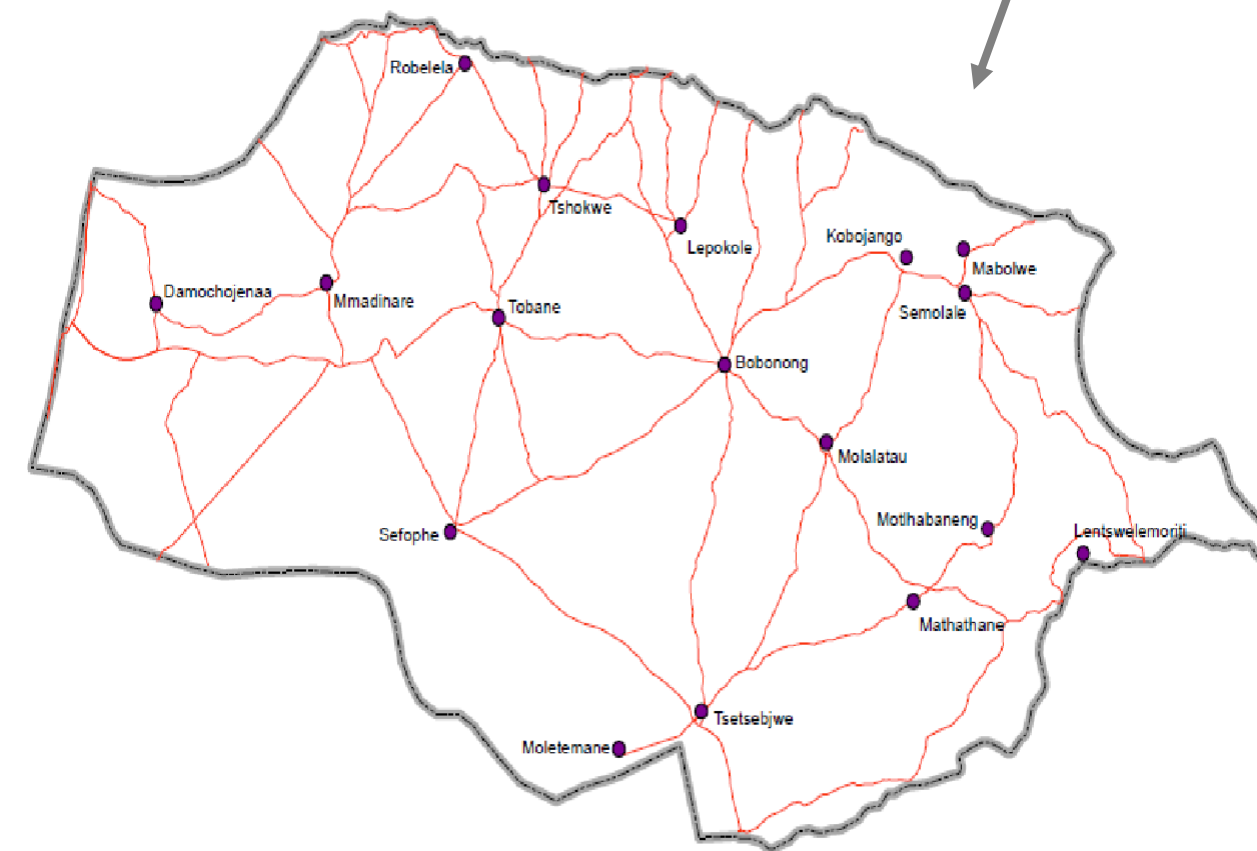 Robelela
Tshokwe
Lepokole
Kobojango
Mabolwe
Damochojenaa
Mmadinare
Tobane
Semolale
Bobonong
Molalatau
Sefophe
Motlhabaneng
Lentswelemoriti
Mathathane
Tsetsebjwe
Moletemane